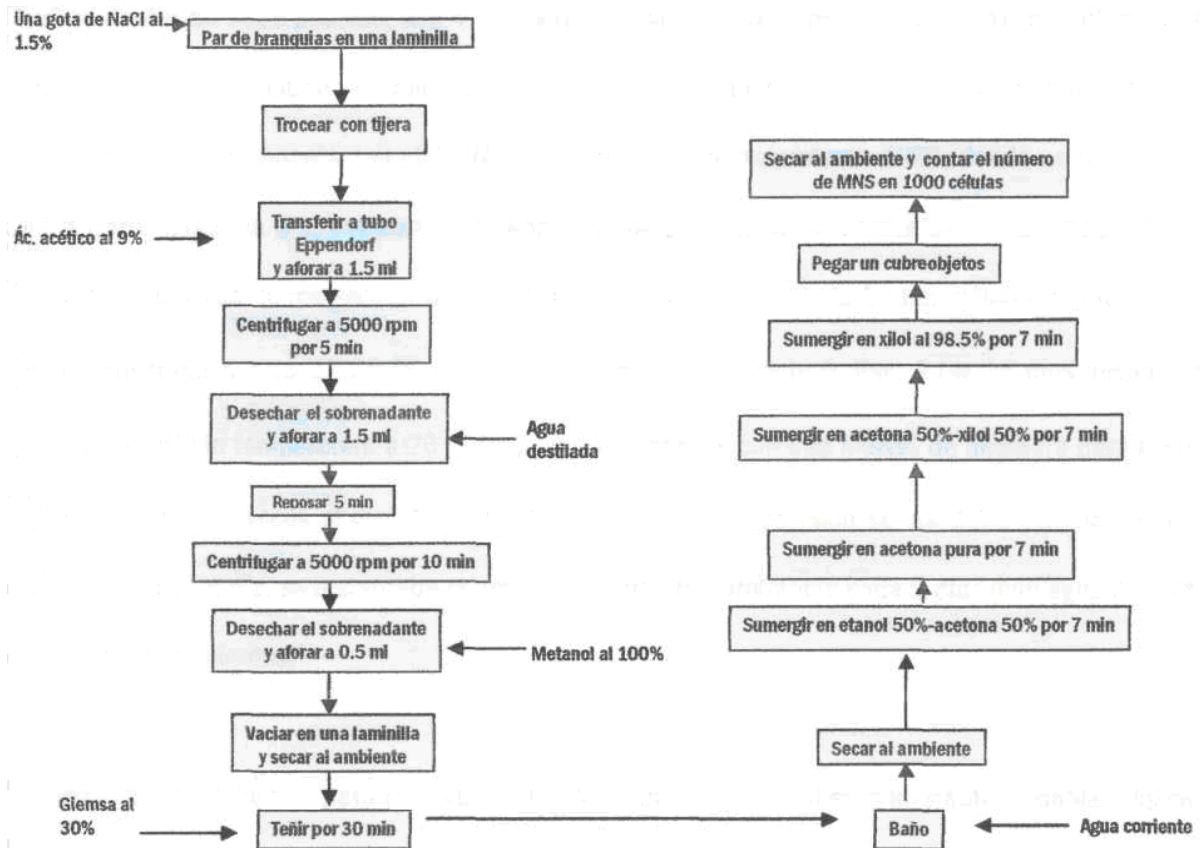 Una gota de NaCl al
1.5%
Par de branquias en una laminilla
Trocear con tijera
Ác. acético al 9%
Transferir a tubo
Eppendorf
y aforar a 1.5 ml
Centrifugar a 5000 rpm
por 5 min
Desechar el sobrenadante
y aforar a 1.5 ml
Agua
destilada
Reposar 5 min
Centrifugar a 5000 rpm por 10 min
Desechar el sobrenadante
y aforar a 0.5 ml
Metanol al 100%
Vaciar en una laminilla
y secar al ambiente
Giemsa al
30%
Teñir por 30 min
Baño
Agua corriente
Secar al ambiente
Sumergir en etanol 50%-acetona 50% por 7 min
Sumergir en acetona pura por 7 min
Sumergir en acetona 50%-xilol 50% por 7 min
Sumergir en xilol al 98.5% por 7 min
Pegar un cubreobjetos
Secar al ambiente y contar el número
de MNS en 1000 células